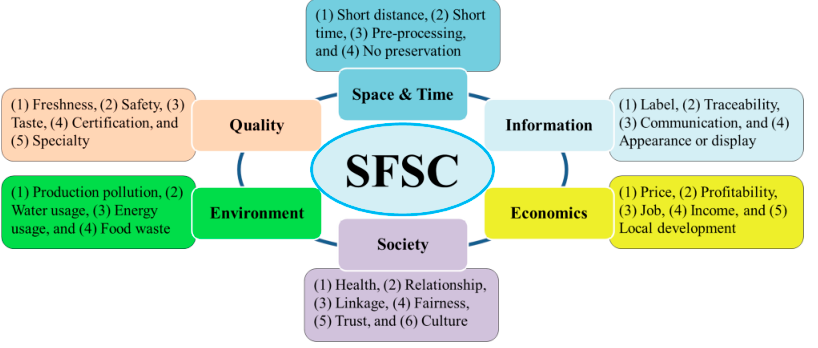 (1) Short distance, (2) Short
time, (3) Pre-processing,
and (4) No preservation
Space & Time
(1) Freshness, (2) Safety, (3)
Taste, (4) Certification, and
(5) Specialty
Quality
Information
(1) Label, (2) Traceability,
(3) Communication, and (4)
Appearance or display
SFSC
(1) Production pollution, (2)
Water usage, (3) Energy
usage, and (4) Food waste
Environment
Economics
(1) Price, (2) Profitability,
(3) Job, (4) Income, and (5)
Local development
Society
(1) Health, (2) Relationship,
(3) Linkage, (4) Fairness,
(5) Trust, and (6) Culture